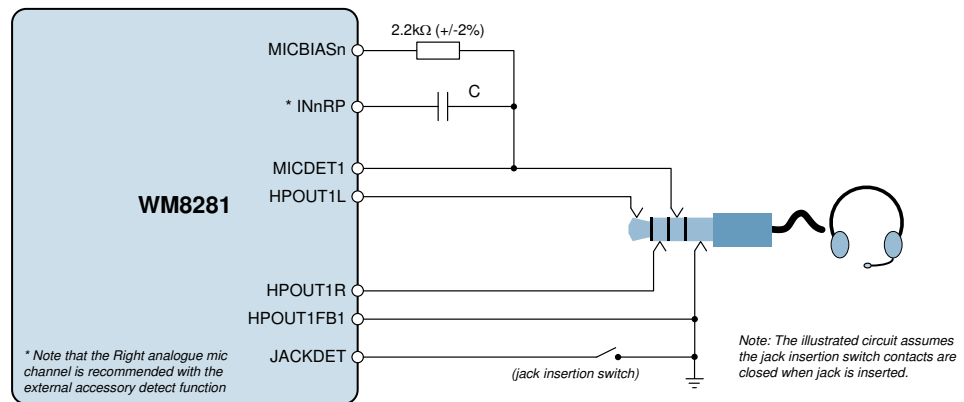 2.2kΩ (+/-2%)
MICBIASn
C
* INnRP
MICDET1
HPOUT1L
WM8281
HPOUT1R
HPOUT1FB1
JACKDET
(jack insertion switch)
* Note that the Right analogue mic
channel is recommended with the
external accessory detect function
Note: The illustrated circuit assumes
the jack insertion switch contacts are
closed when jack is inserted.